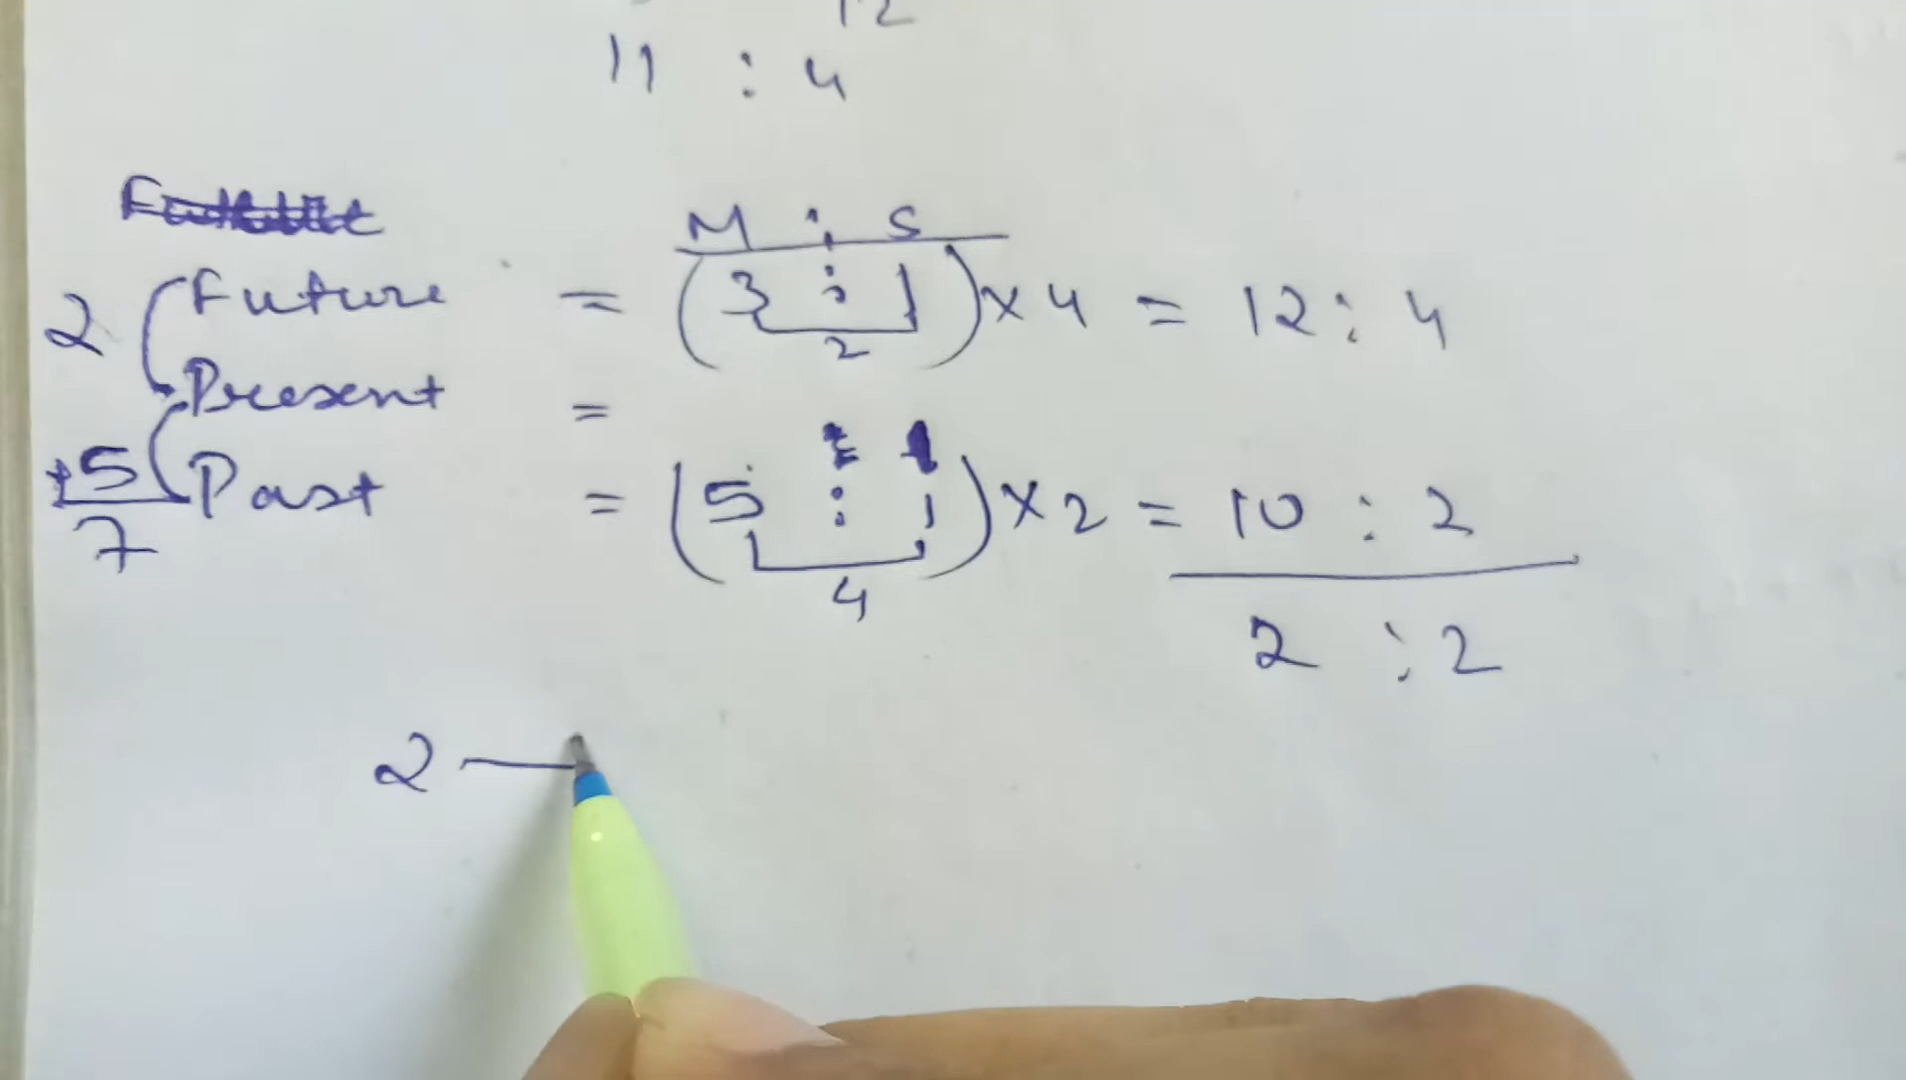 12
11 : 4
M : S
2 Future = (3 : 1) × 4 = 12 : 4
2
Present =
+5 Past = (5 : 1) × 2 = 10 : 2
7
4
2 : 2
2 —